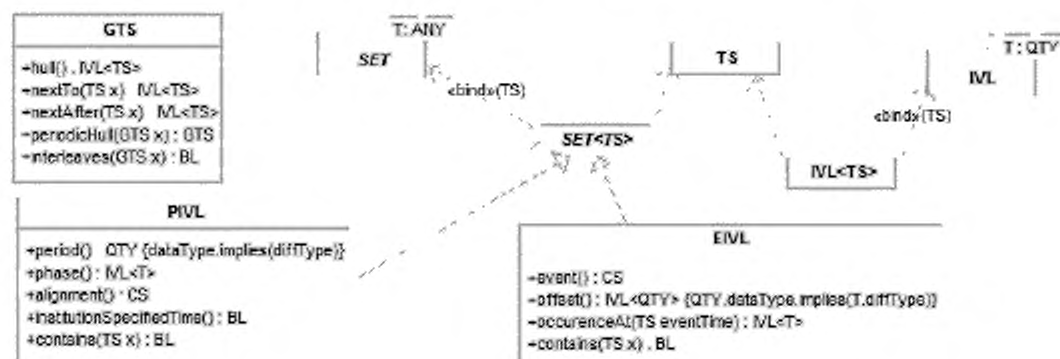 GTS
+hull() . IVL<TS>
+nextTo(TS x) IVL<TS>
+nextAfter(TS x) IVL<TS>
+periodicHull(GTS x) : GTS
+interleaves(GTS x) : BL
T: ANY
SET
«bind»(TS)
TS
T: QTY
IVL
«bind»(TS)
SET<TS>
IVL<TS>
PIVL
+period() QTY {dataType.implies(diffType)}
+phase() : IVL<T>
+alignment() : CS
+institutionSpecifiedTime() : BL
+contains(TS x) : BL
EIVL
+event() : CS
+offset() : IVL<QTY> {QTY.dataType.implies(T.diffType)}
+occurenceAt(TS eventTime) : IVL<T>
+contains(TS x) . BL